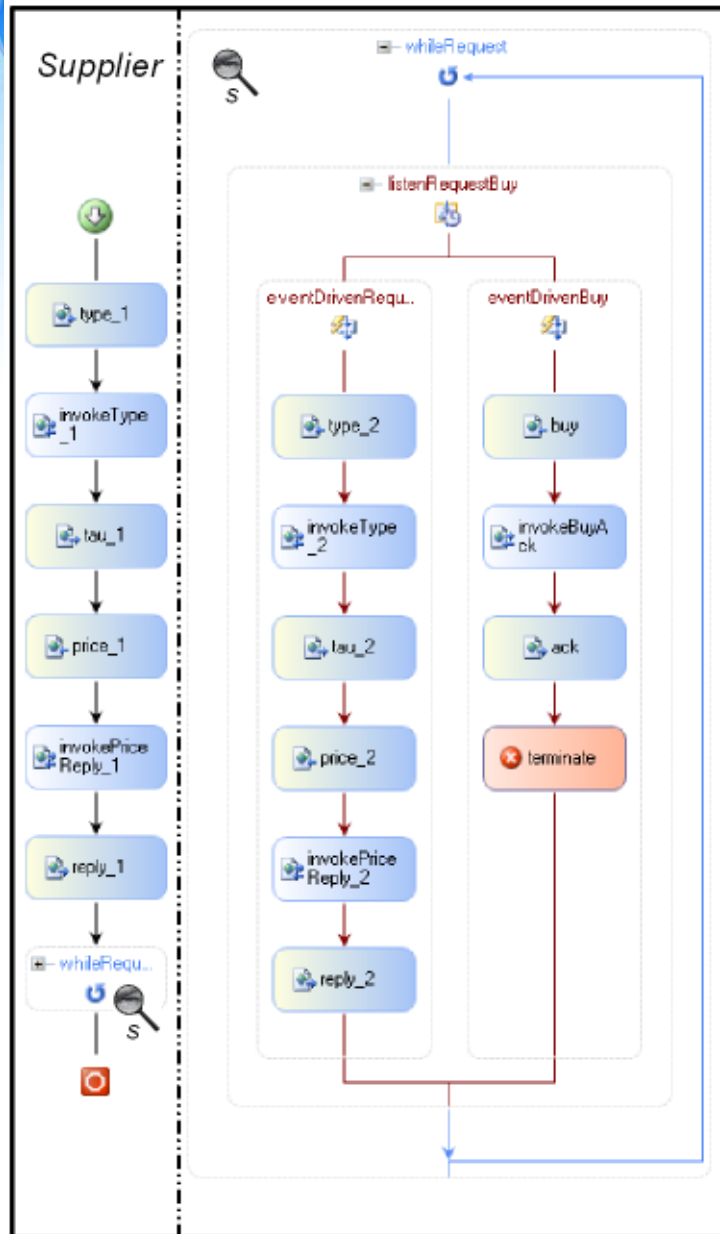 Supplier
type_1
invokeType
_1
tau_1
price_1
invokePrice
Reply_1
reply_1
whileRequ...
S
S
whileRequest
listenRequestBuy
eventDrivenRequ...
type_2
invokeType
_2
tau_2
price_2
invokePrice
Reply_2
reply_2
eventDrivenBuy
buy
invokeBuyA
ck
ack
terminate